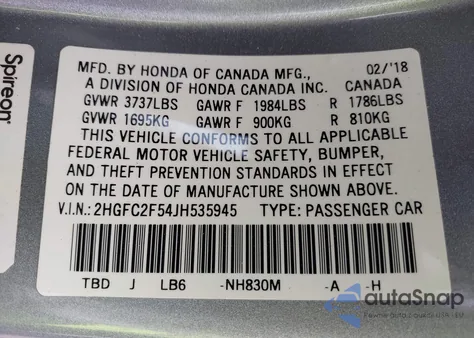 Spireon
MFD. BY HONDA OF CANADA MFG., 02/'18
A DIVISION OF HONDA CANADA INC. CANADA
GVWR 3737LBS GAWR F 1984LBS R 1786LBS
GVWR 1695KG GAWR F 900KG R 810KG
THIS VEHICLE CONFORMS TO ALL APPLICABLE
FEDERAL MOTOR VEHICLE SAFETY, BUMPER,
AND THEFT PREVENTION STANDARDS IN EFFECT
ON THE DATE OF MANUFACTURE SHOWN ABOVE.
V.I.N.: 2HGFC2F54JH535945 TYPE: PASSENGER CAR
TBD J LB6 -NH830M -A -H
autoSnap